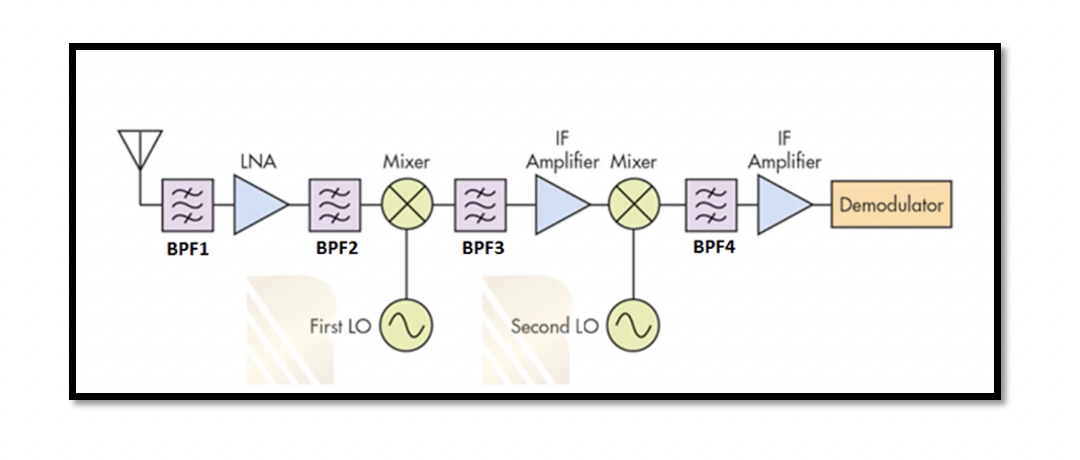 LNA
Mixer
IF
Amplifier
Mixer
IF
Amplifier
Demodulator
BPF1
BPF2
BPF3
BPF4
First LO
Second LO